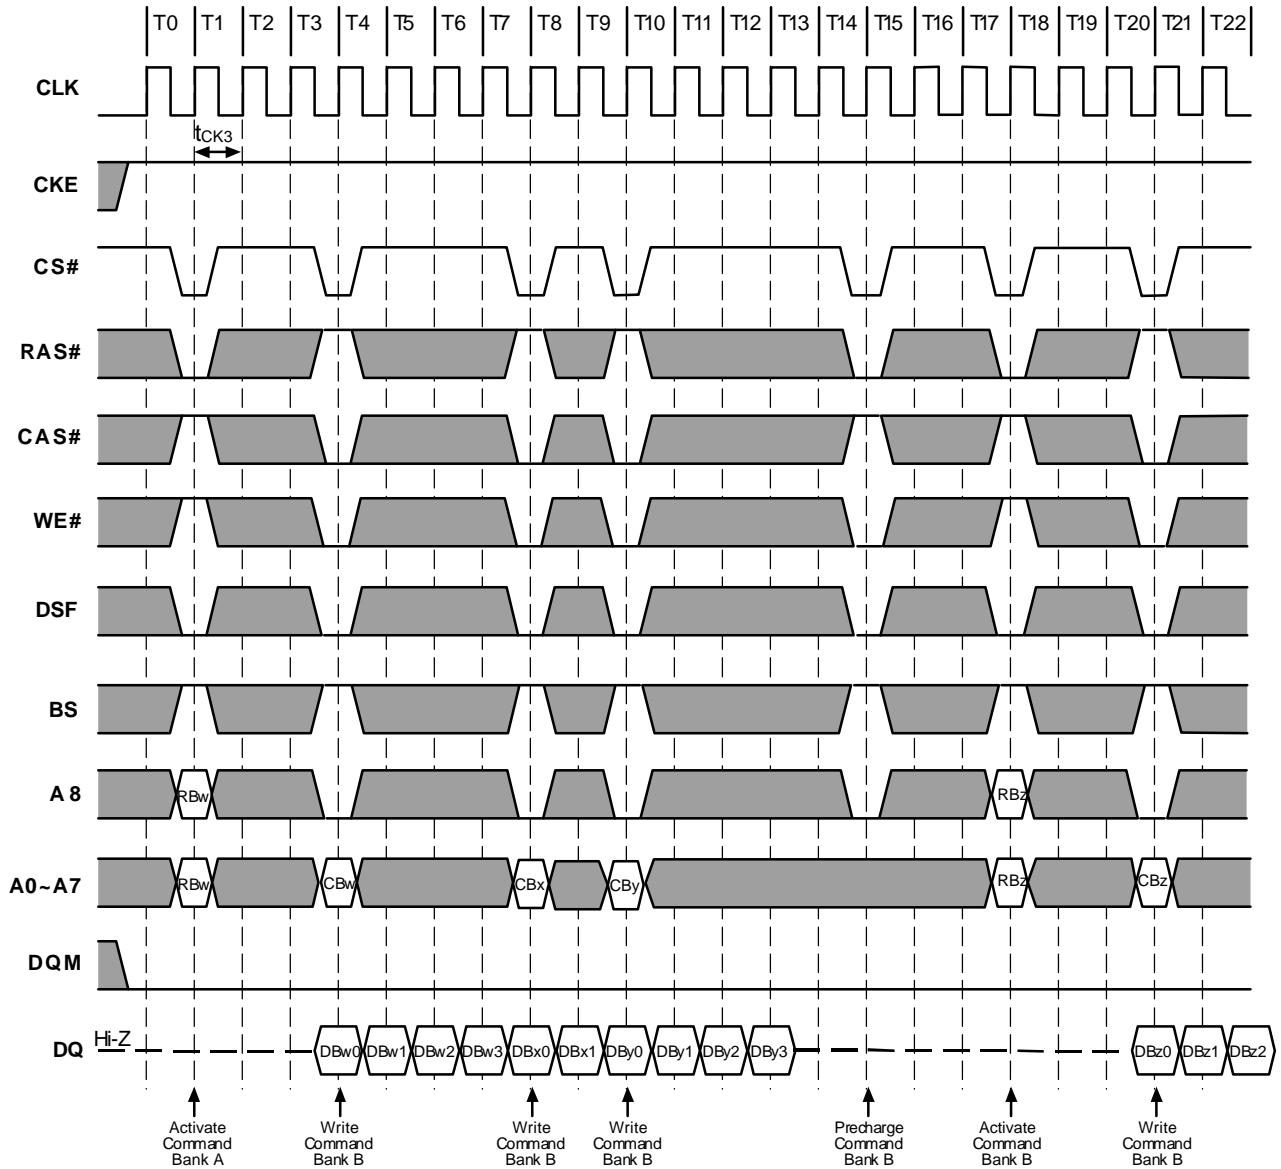 T0 T1 T2 T3 T4 T5 T6 T7 T8 T9 T10 T11 T12 T13 T14 T15 T16 T17 T18 T19 T20 T21 T22
CLK
tCK3
CKE
CS#
RAS#
CAS#
WE#
DSF
BS
A8 RBw RBz
A0~A7 RBw CBw CBx CBy RBz CBz
DQM
DQ Hi-Z DBw0 DBw1 DBw2 DBw3 DBx0 DBx1 DBy0 DBy1 DBy2 DBy3 DBz0 DBz1 DBz2
Activate
Command
Bank A
Write
Command
Bank B
Write
Command
Bank B
Write
Command
Bank B
Precharge
Command
Bank B
Activate
Command
Bank B
Write
Command
Bank B